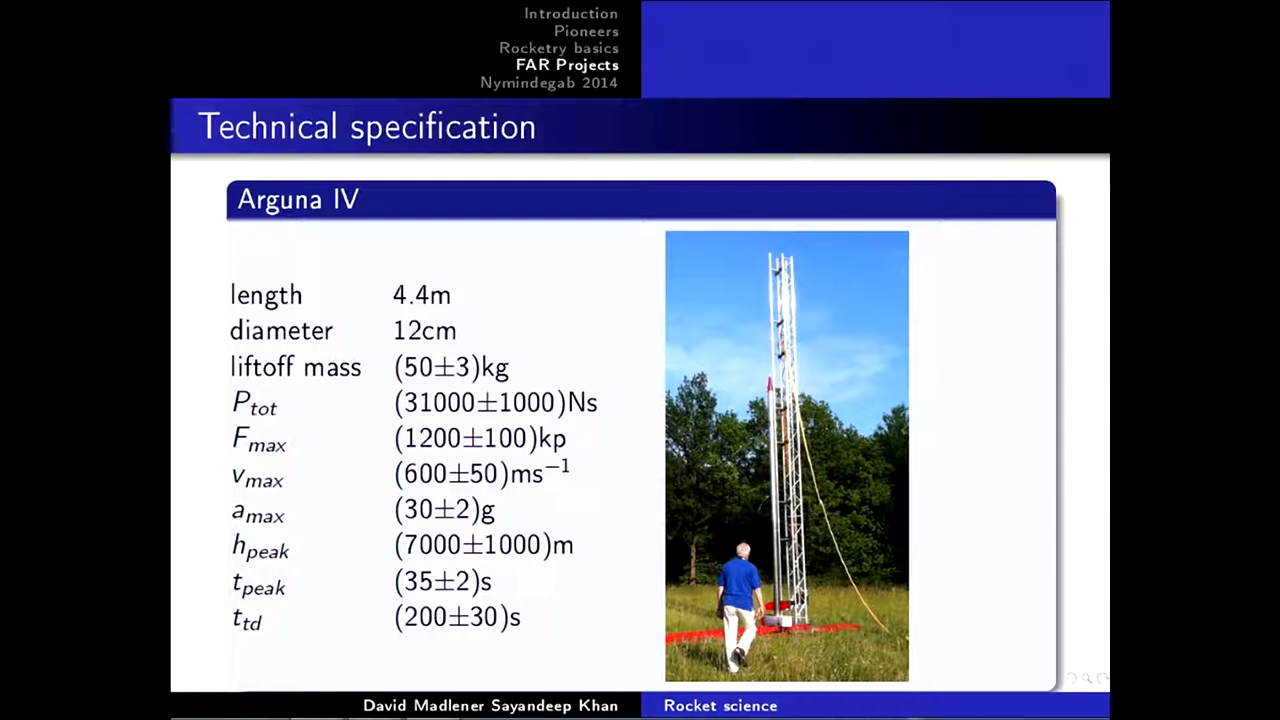 Introduction
Pioneers
Rocketry basics
FAR Projects
Nymindegab 2014
Technical specification
Arguna IV
length 4.4m
diameter 12cm
liftoff mass (50±3)kg
P_tot (31000±1000)Ns
F_max (1200±100)kp
v_max (600±50)ms⁻¹
a_max (30±2)g
h_peak (7000±1000)m
t_peak (35±2)s
t_td (200±30)s
David Madlener Sayandeep Khan Rocket science